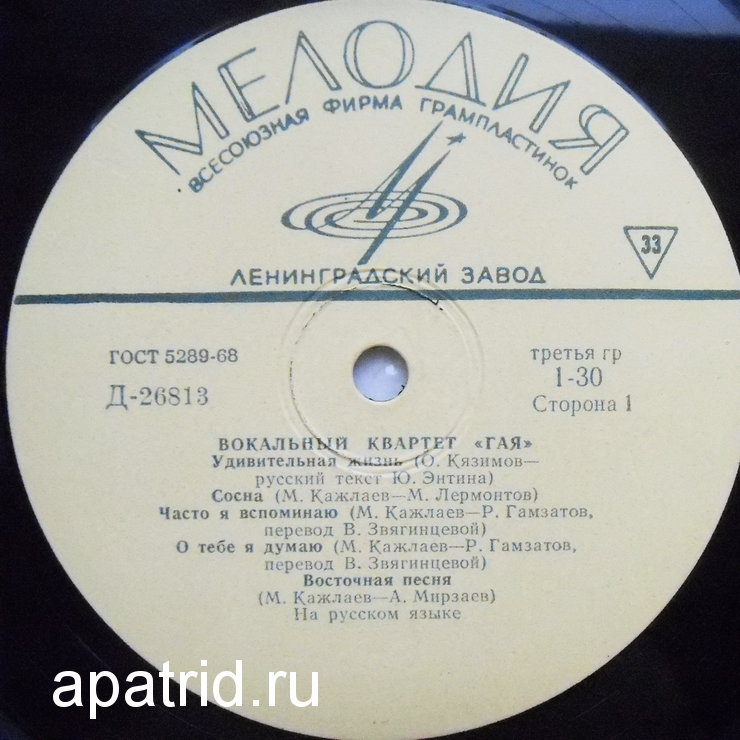 МЕЛОДИЯ
ВСЕСОЮЗНАЯ ФИРМА ГРАМПЛАСТИНОК
33
ЛЕНИНГРАДСКИЙ ЗАВОД
ГОСТ 5289-68
третья гр
Д-26813
1-30
Сторона 1
ВОКАЛЬНЫЙ КВАРТЕТ «ГАЯ»
Удивительная жизнь (О. Кязимов—
русский текст Ю. Энтина)
Сосна (М. Кажлаев—М. Лермонтов)
Часто я вспоминаю (М. Кажлаев—Р. Гамзатов,
перевод В. Звягинцевой)
О тебе я думаю (М. Кажлаев—Р. Гамзатов,
перевод В. Звягинцевой)
Восточная песня
(М. Кажлаев—А. Мирзаев)
На русском языке
apatrid.ru